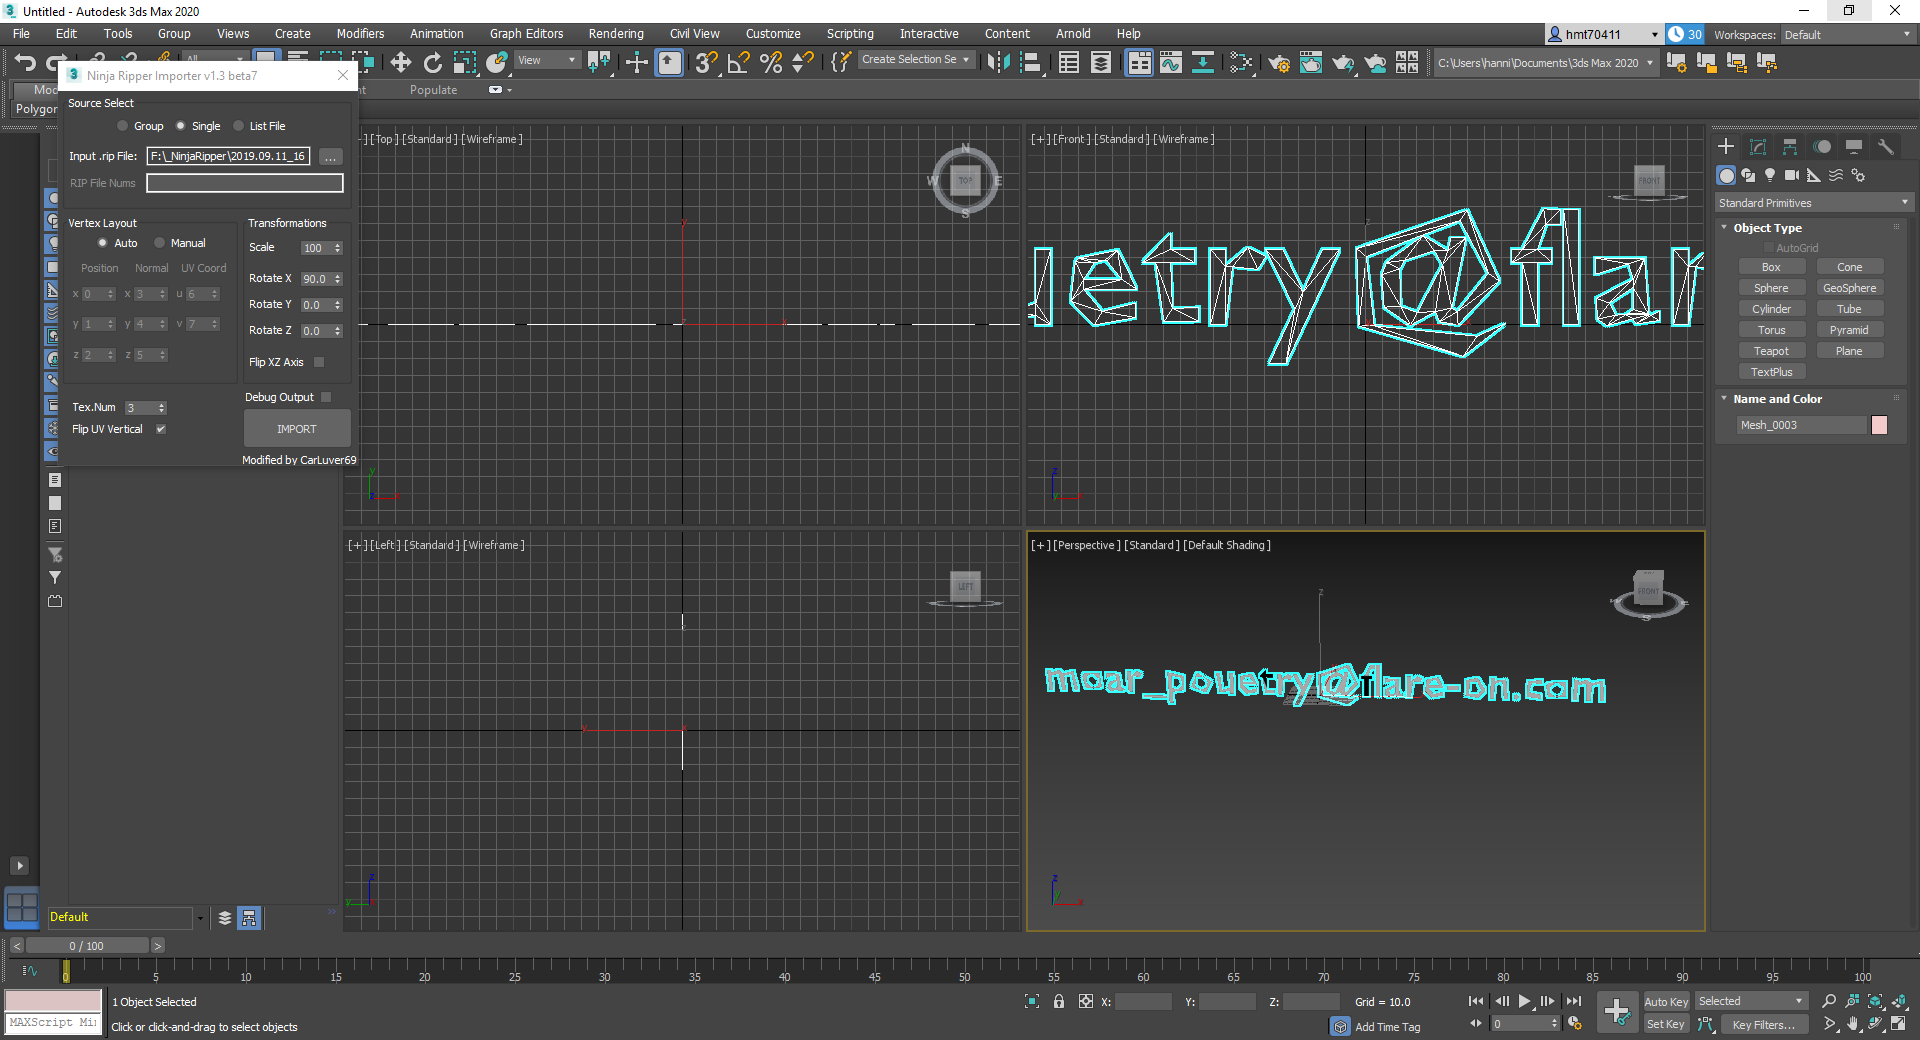 Untitled - Autodesk 3ds Max 2020
File Edit Tools Group Views Create Modifiers Animation Graph Editors Rendering Civil View Customize Scripting Interactive Content Arnold Help
hmt70411 30 Workspaces: Default
View Create Selection Se C:\Users\hanni\Documents\3ds Max 2020
Populate
Polygon
Ninja Ripper Importer v1.3 beta7
Source Select
Group Single List File
Input .rip File: F:\_NinjaRipper\2019.09.11_16 ...
RIP File Nums
Vertex Layout
Auto Manual
Position Normal UV Coord
x 0 x 3 u 6
y 1 y 4 v 7
z 2 z 5
Transformations
Scale 100
Rotate X 90.0
Rotate Y 0.0
Rotate Z 0.0
Flip XZ Axis
Tex.Num 3
Flip UV Vertical
Debug Output
IMPORT
Modified by CarLuver69
[Top] [Standard] [Wireframe]
N
W TOP E
S
[+] [Front] [Standard] [Wireframe]
FRONT
uetry@flar
[+] [Left] [Standard] [Wireframe]
LEFT
[+] [Perspective] [Standard] [Default Shading]
FRONT
moar_pouetry@flare-on.com
Standard Primitives
Object Type
AutoGrid
Box Cone
Sphere GeoSphere
Cylinder Tube
Torus Pyramid
Teapot Plane
TextPlus
Name and Color
Mesh_0003
Default
< 0 / 100 >
0 5 10 15 20 25 30 35 40 45 50 55 60 65 70 75 80 85 90 95 100
1 Object Selected
MAXScript Mi
Click or click-and-drag to select objects
X: Y: Z: Grid = 10.0
Add Time Tag
0
Auto Key Selected
Set Key Key Filters...